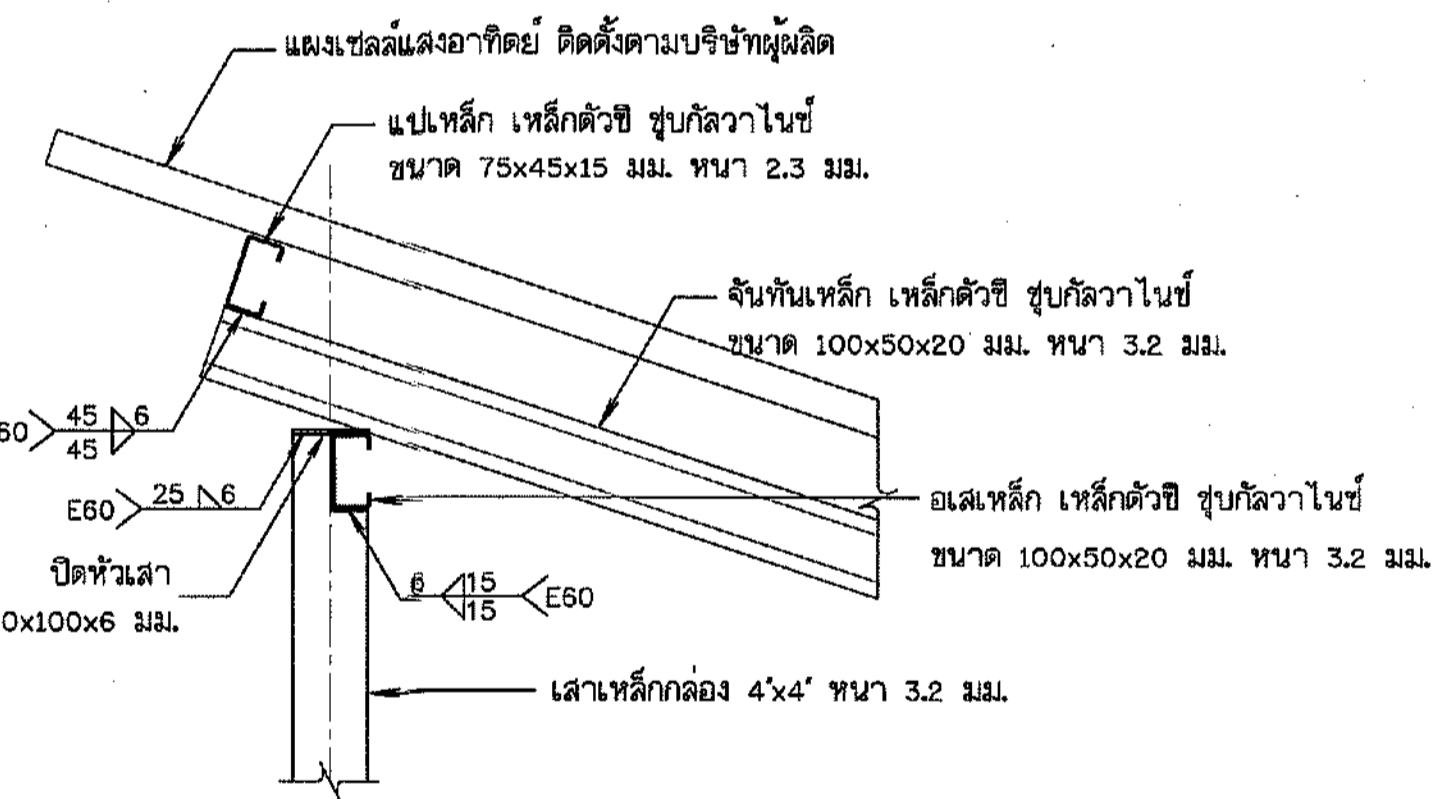 แผงเซลล์แสงอาทิตย์ ติดตั้งตามบริษัทผู้ผลิต
แปเหล็ก เหล็กตัวซี ชุบกัลวาไนซ์
ขนาด 75x45x15 มม. หนา 2.3 มม.
จันทันเหล็ก เหล็กตัวซี ชุบกัลวาไนซ์
ขนาด 100x50x20 มม. หนา 3.2 มม.
60 45 6
45
E60 25 6
อเสเหล็ก เหล็กตัวซี ชุบกัลวาไนซ์
ขนาด 100x50x20 มม. หนา 3.2 มม.
ปิดหัวเสา
0x100x6 มม.
6 15 E60
15
เสาเหล็กกล่อง 4"x4" หนา 3.2 มม.